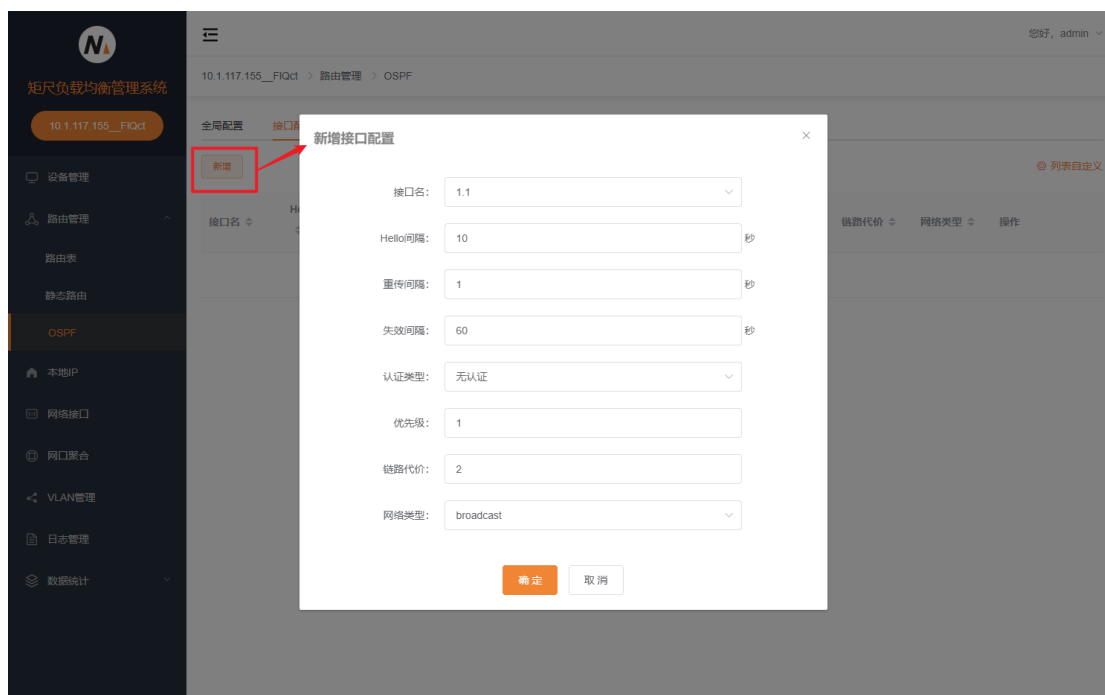 您好，admin
矩尺负载均衡管理系统
10.1.117.155__FIQct
10.1.117.155__FIQct > 路由管理 > OSPF
全局配置
接口配
新增接口配置
新增
列表自定义
设备管理
路由管理
路由表
静态路由
OSPF
本地IP
网络接口
网口聚合
VLAN管理
日志管理
数据统计
接口名
链路代价
网络类型
操作
接口名: 1.1
Hello间隔: 10 秒
重传间隔: 1 秒
失效间隔: 60 秒
认证类型: 无认证
优先级: 1
链路代价: 2
网络类型: broadcast
确定
取消